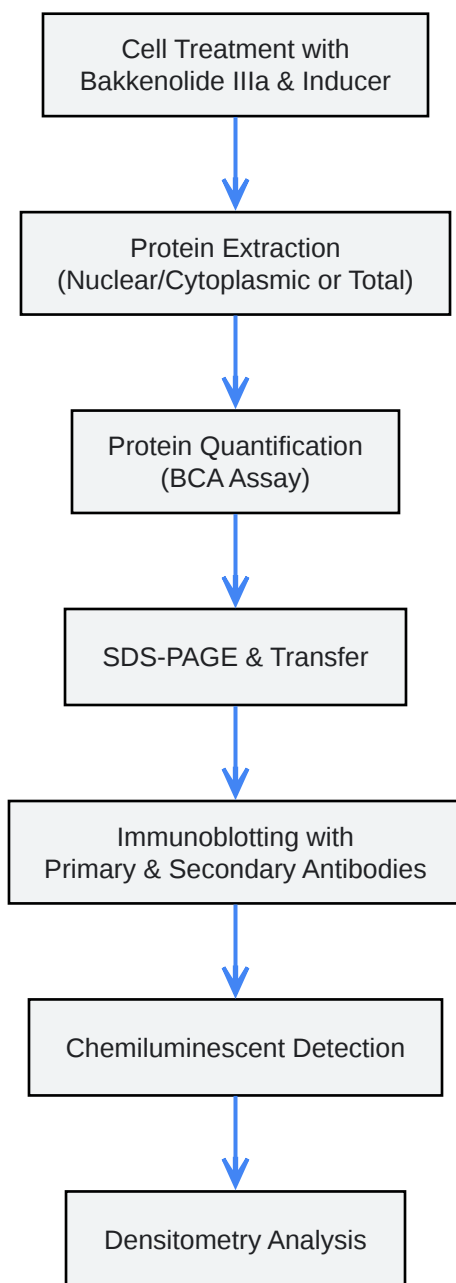 Cell Treatment with
Bakkenolide IIIa & Inducer
Protein Extraction
(Nuclear/Cytoplasmic or Total)
Protein Quantification
(BCA Assay)
SDS-PAGE & Transfer
Immunoblotting with
Primary & Secondary Antibodies
Chemiluminescent Detection
Densitometry Analysis